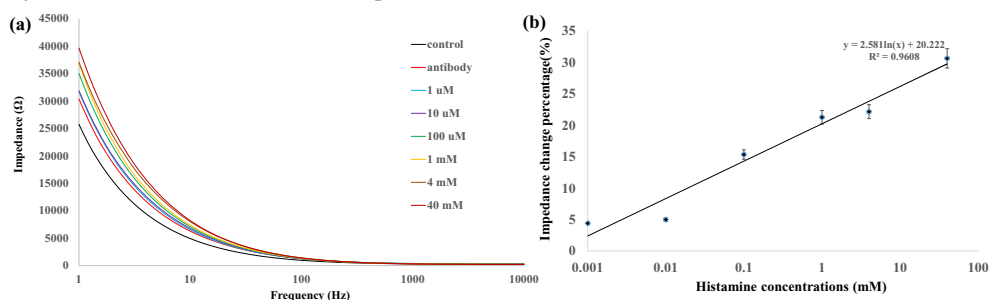 (a)
45000
40000
35000
30000
25000
20000
15000
10000
5000
0
Impedance (Ω)
1 10 100 1000 10000
Frequency (Hz)
control
antibody
1 uM
10 uM
100 uM
1 mM
4 mM
40 mM
(b)
35
30
25
20
15
10
5
0
Impedance change percentage(%)
y = 2.581ln(x) + 20.222
R² = 0.9608
0.001 0.01 0.1 1 10 100
Histamine concentrations (mM)